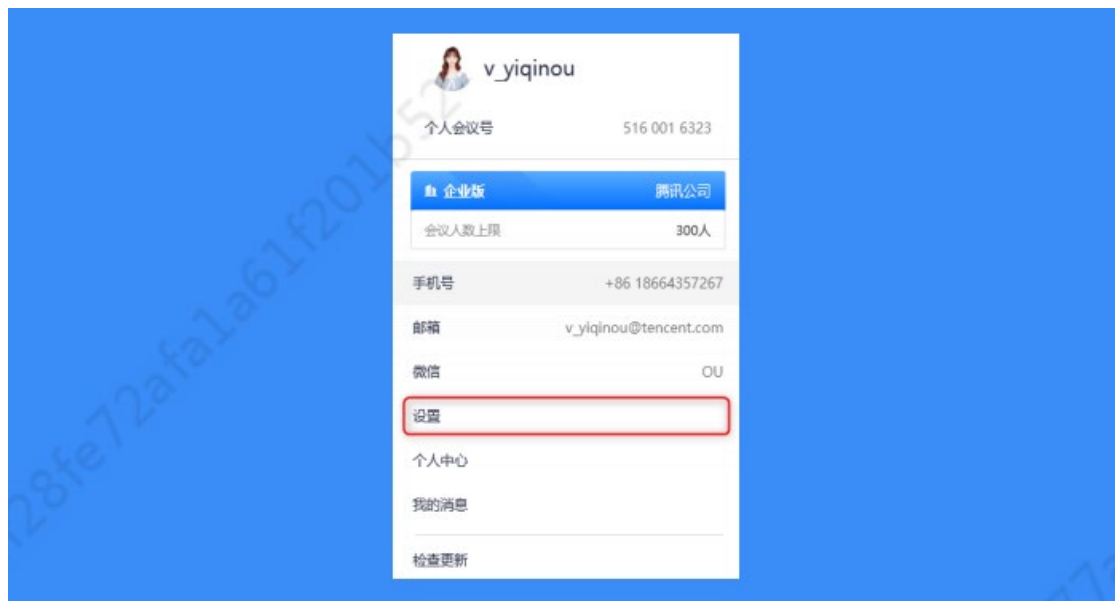 v_yiqinou
个人会议号 516 001 6323
企业版 腾讯公司
会议人数上限 300人
手机号 +86 18664357267
邮箱 v_yiqinou@tencent.com
微信 OU
设置
个人中心
我的消息
检查更新